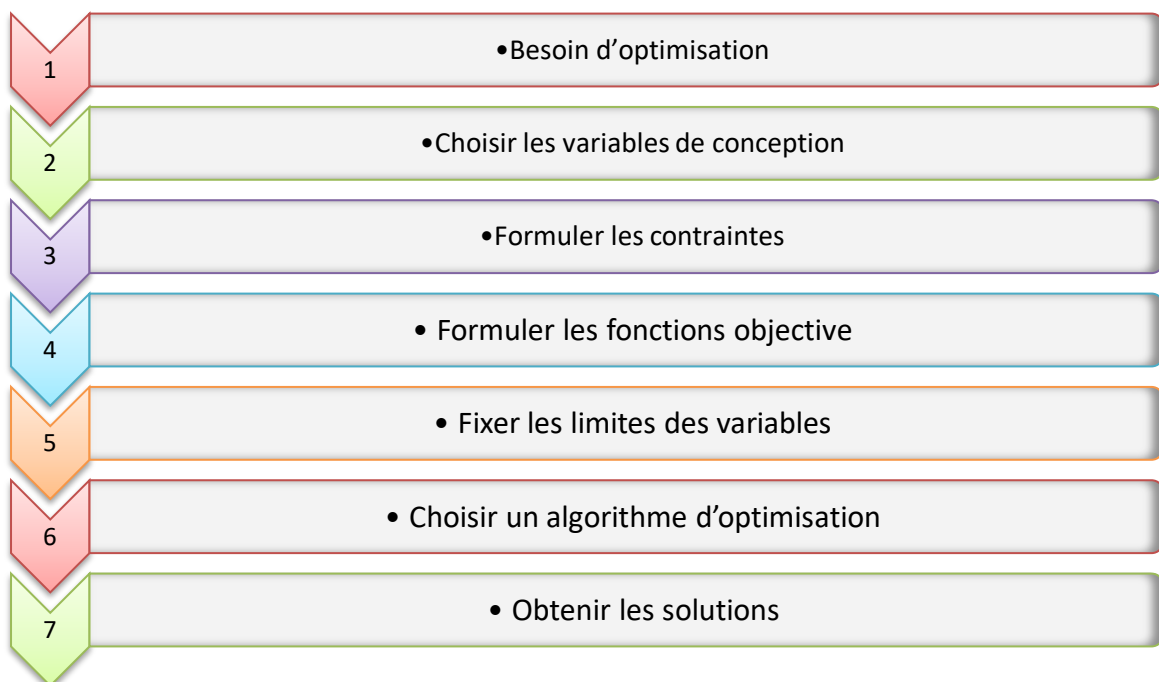 1
•Besoin d’optimisation
2
•Choisir les variables de conception
3
•Formuler les contraintes
4
• Formuler les fonctions objective
5
• Fixer les limites des variables
6
• Choisir un algorithme d’optimisation
7
• Obtenir les solutions